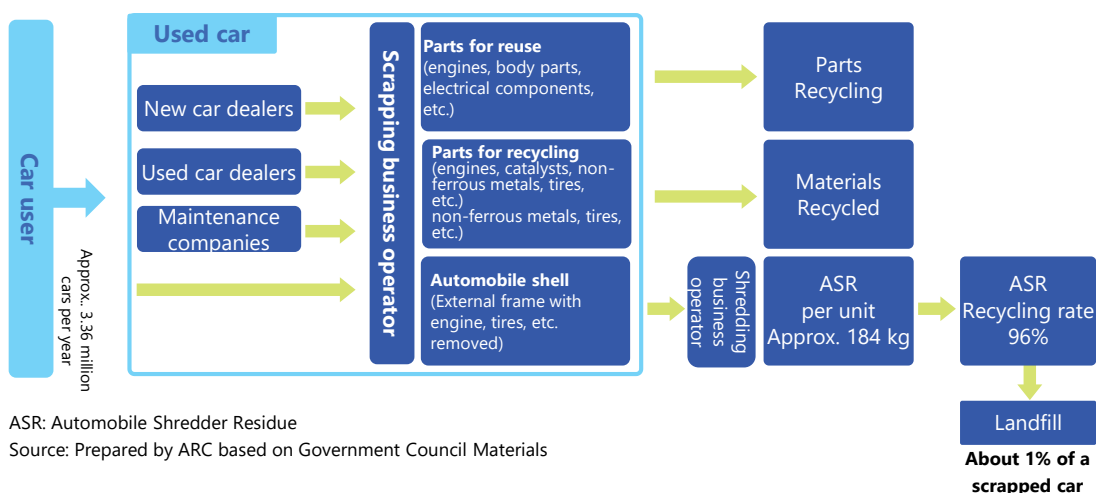 Car user
Approx.. 3.36 million
cars per year
Used car
New car dealers
Used car dealers
Maintenance
companies
Scrapping business operator
Parts for reuse
(engines, body parts,
electrical components,
etc.)
Parts for recycling
(engines, catalysts, non-
ferrous metals, tires,
etc.)
non-ferrous metals, tires,
etc.)
Automobile shell
(External frame with
engine, tires, etc.
removed)
Parts
Recycling
Materials
Recycled
Shredding
business
operator
ASR
per unit
Approx. 184 kg
ASR
Recycling rate
96%
Landfill
About 1% of a
scrapped car
ASR: Automobile Shredder Residue
Source: Prepared by ARC based on Government Council Materials